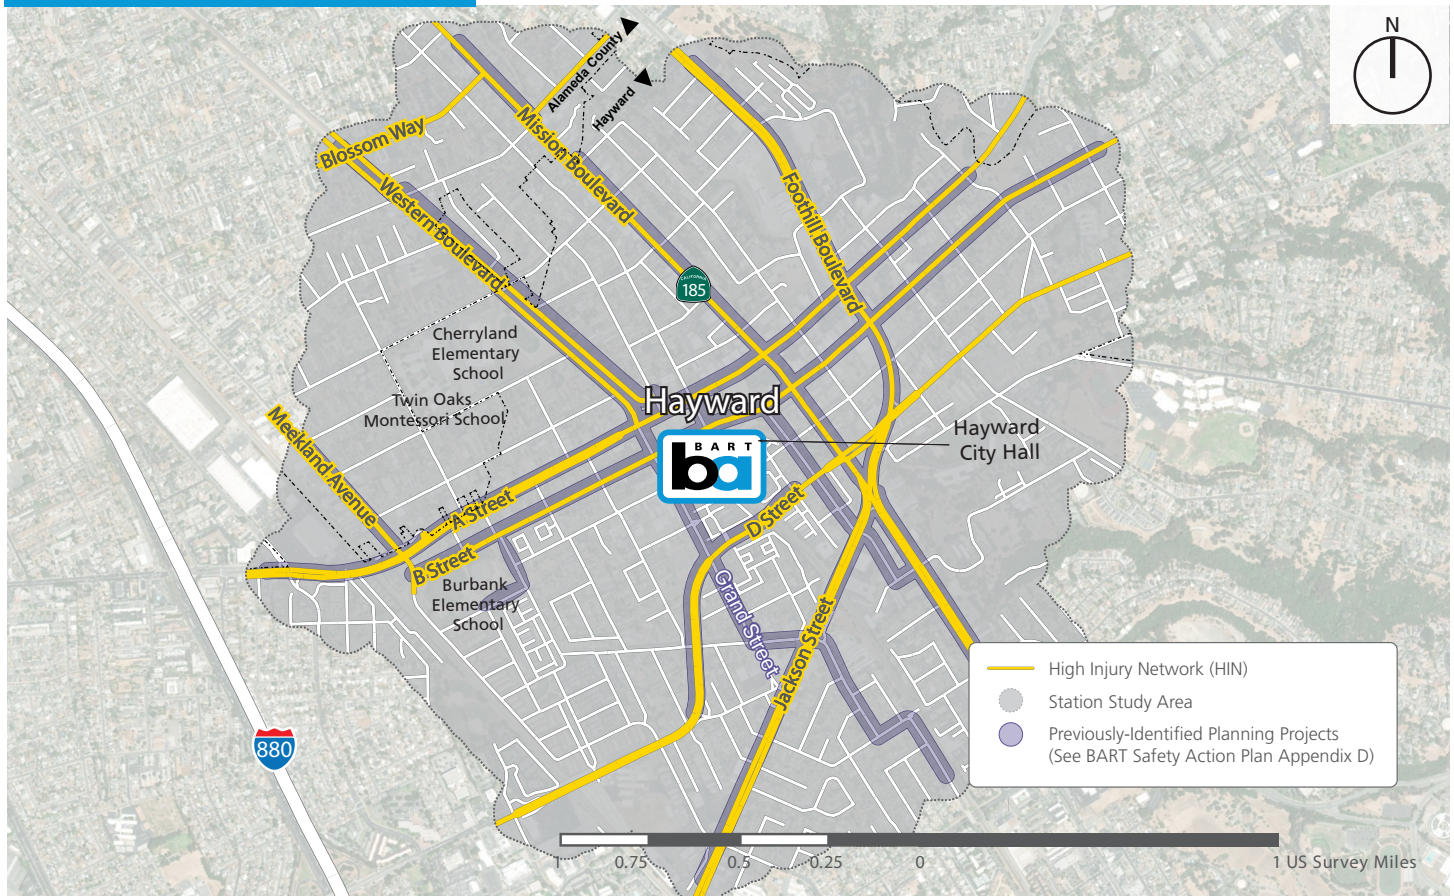 N
Alameda County
Hayward
Blossom Way
Mission Boulevard
Foothill Boulevard
Western Boulevard
CALIFORNIA
185
Cherryland
Elementary
School
Twin Oaks
Montessori School
Hayward
BART
ba
Hayward
City Hall
Meekland Avenue
A Street
D Street
B Street
Burbank
Elementary
School
Grand Street
Jackson Street
880
High Injury Network (HIN)
Station Study Area
Previously-Identified Planning Projects
(See BART Safety Action Plan Appendix D)
1 0.75 0.5 0.25 0 1 US Survey Miles